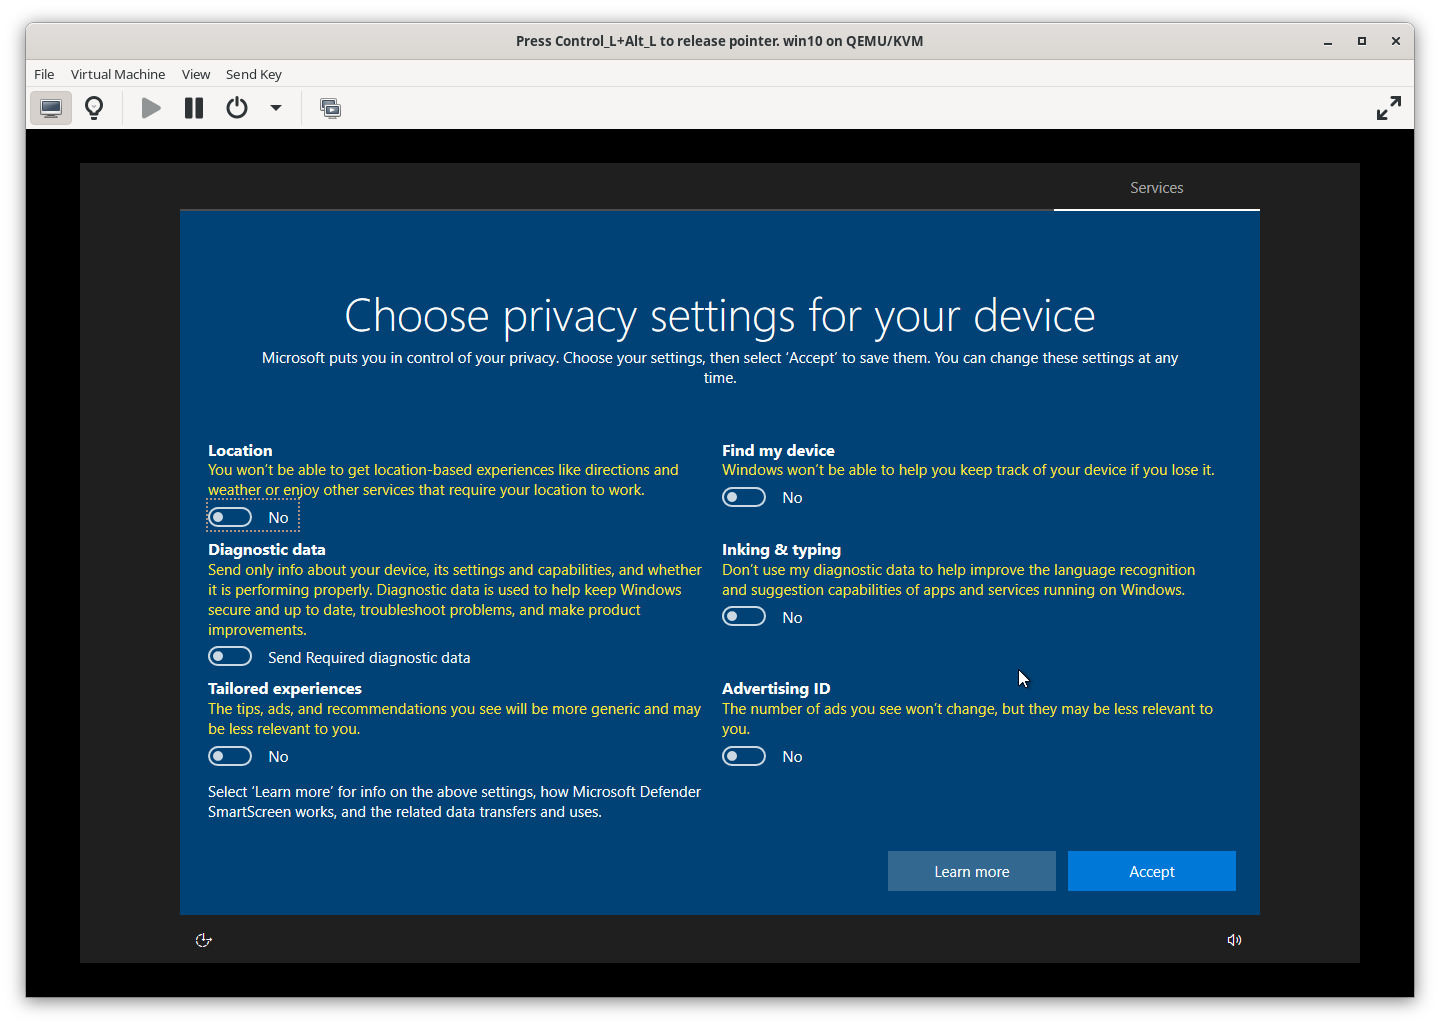 Press Control_L+Alt_L to release pointer. win10 on QEMU/KVM
File Virtual Machine View Send Key
Services
Choose privacy settings for your device
Microsoft puts you in control of your privacy. Choose your settings, then select ‘Accept’ to save them. You can change these settings at any
time.
Location
You won’t be able to get location-based experiences like directions and
weather or enjoy other services that require your location to work.
No
Find my device
Windows won’t be able to help you keep track of your device if you lose it.
No
Diagnostic data
Send only info about your device, its settings and capabilities, and whether
it is performing properly. Diagnostic data is used to help keep Windows
secure and up to date, troubleshoot problems, and make product
improvements.
Send Required diagnostic data
Inking & typing
Don’t use my diagnostic data to help improve the language recognition
and suggestion capabilities of apps and services running on Windows.
No
Tailored experiences
The tips, ads, and recommendations you see will be more generic and may
be less relevant to you.
No
Advertising ID
The number of ads you see won’t change, but they may be less relevant to
you.
No
Select ‘Learn more’ for info on the above settings, how Microsoft Defender
SmartScreen works, and the related data transfers and uses.
Learn more
Accept